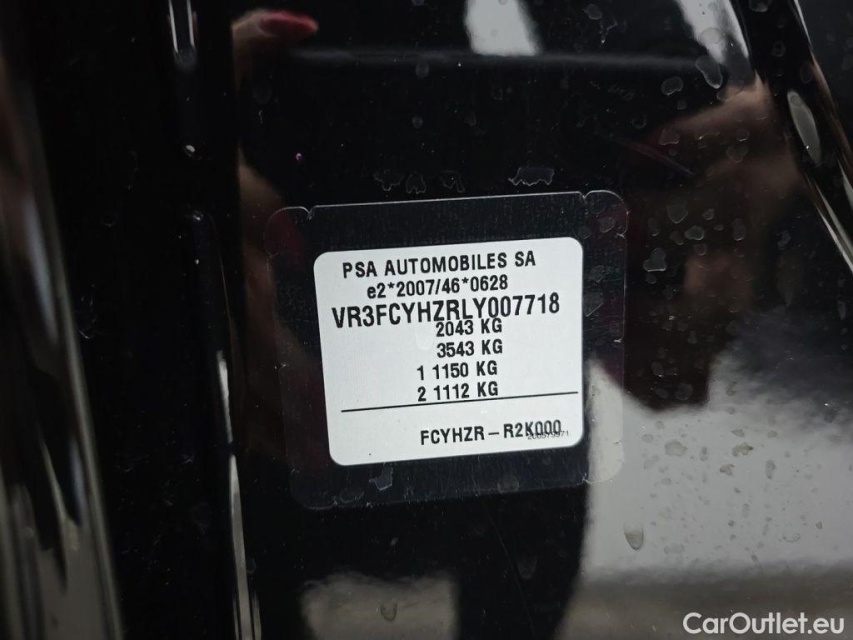 PSA AUTOMOBILES SA
e2*2007/46*0628
VR3FCYHZRLY007718
2043 KG
3543 KG
1 1150 KG
2 1112 KG
FCYHZR-R2K000
CarOutlet.eu